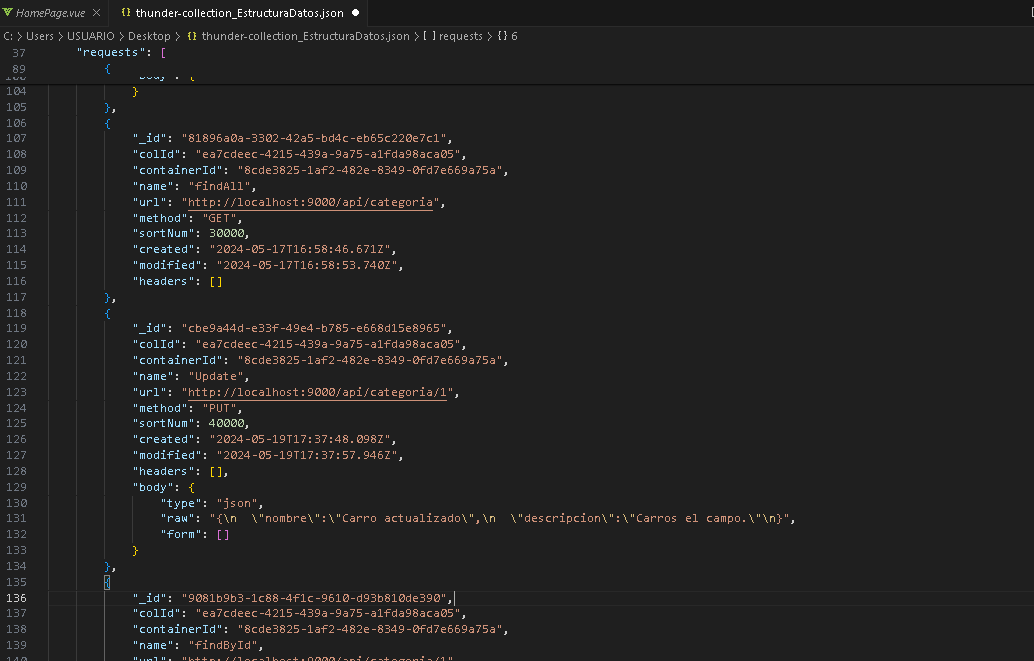 HomePage.vue
{} thunder-collection_EstructuraDatos.json
C: > Users > USUARIO > Desktop > {} thunder-collection_EstructuraDatos.json > [ ] requests > {} 6
37 "requests": [
89 {
104 }
105 },
106 {
107 "_id": "81896a0a-3302-42a5-bd4c-eb65c220e7c1",
108 "colId": "ea7cdeec-4215-439a-9a75-a1fda98aca05",
109 "containerId": "8cde3825-1af2-482e-8349-0fd7e669a75a",
110 "name": "findAll",
111 "url": "http://localhost:9000/api/categoria",
112 "method": "GET",
113 "sortNum": 30000,
114 "created": "2024-05-17T16:58:46.671Z",
115 "modified": "2024-05-17T16:58:53.740Z",
116 "headers": []
117 },
118 {
119 "_id": "cbe9a44d-e33f-49e4-b785-e668d15e8965",
120 "colId": "ea7cdeec-4215-439a-9a75-a1fda98aca05",
121 "containerId": "8cde3825-1af2-482e-8349-0fd7e669a75a",
122 "name": "Update",
123 "url": "http://localhost:9000/api/categoria/1",
124 "method": "PUT",
125 "sortNum": 40000,
126 "created": "2024-05-19T17:37:48.098Z",
127 "modified": "2024-05-19T17:37:57.946Z",
128 "headers": [],
129 "body": {
130 "type": "json",
131 "raw": "{\n  \"nombre\":\"Carro actualizado\",\n  \"descripcion\":\"Carros el campo.\"\n}",
132 "form": []
133 }
134 },
135 {
136 "_id": "9081b9b3-1c88-4f1c-9610-d93b810de390",
137 "colId": "ea7cdeec-4215-439a-9a75-a1fda98aca05",
138 "containerId": "8cde3825-1af2-482e-8349-0fd7e669a75a",
139 "name": "findById",
140 "url": "http://localhost:9000/api/categoria/1",